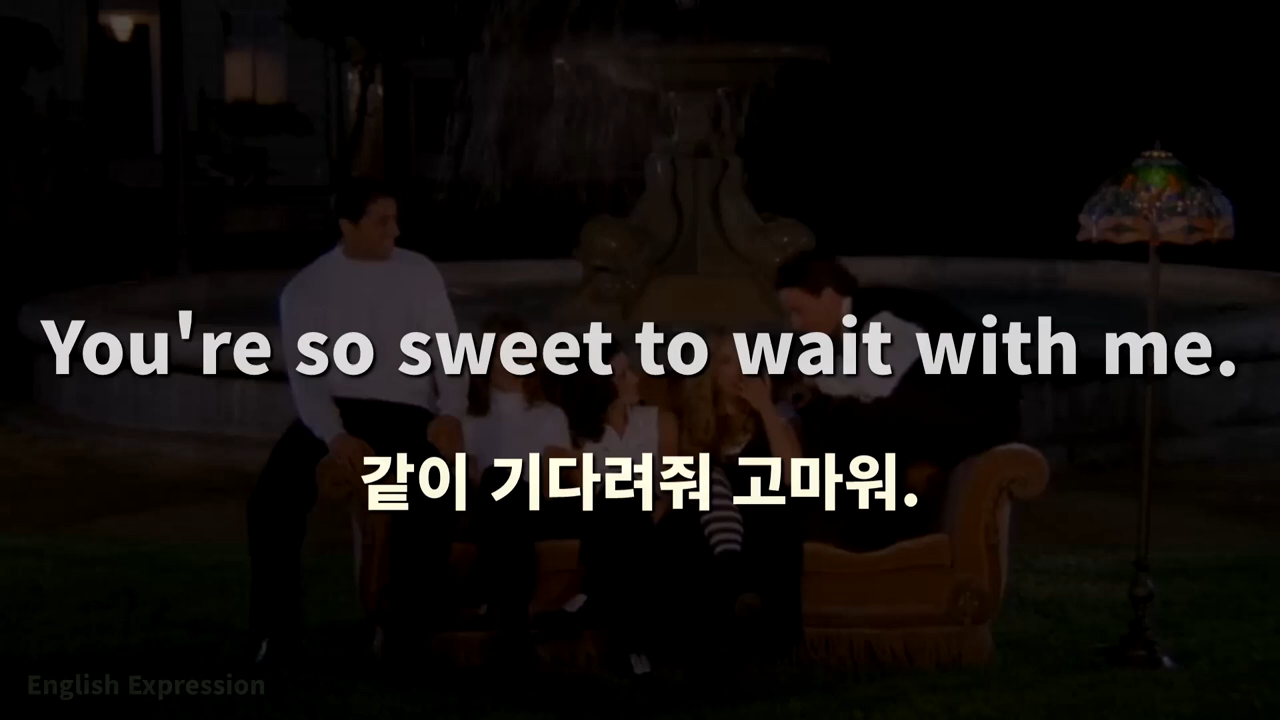 You're so sweet to wait with me.
같이 기다려줘 고마워.
English Expression